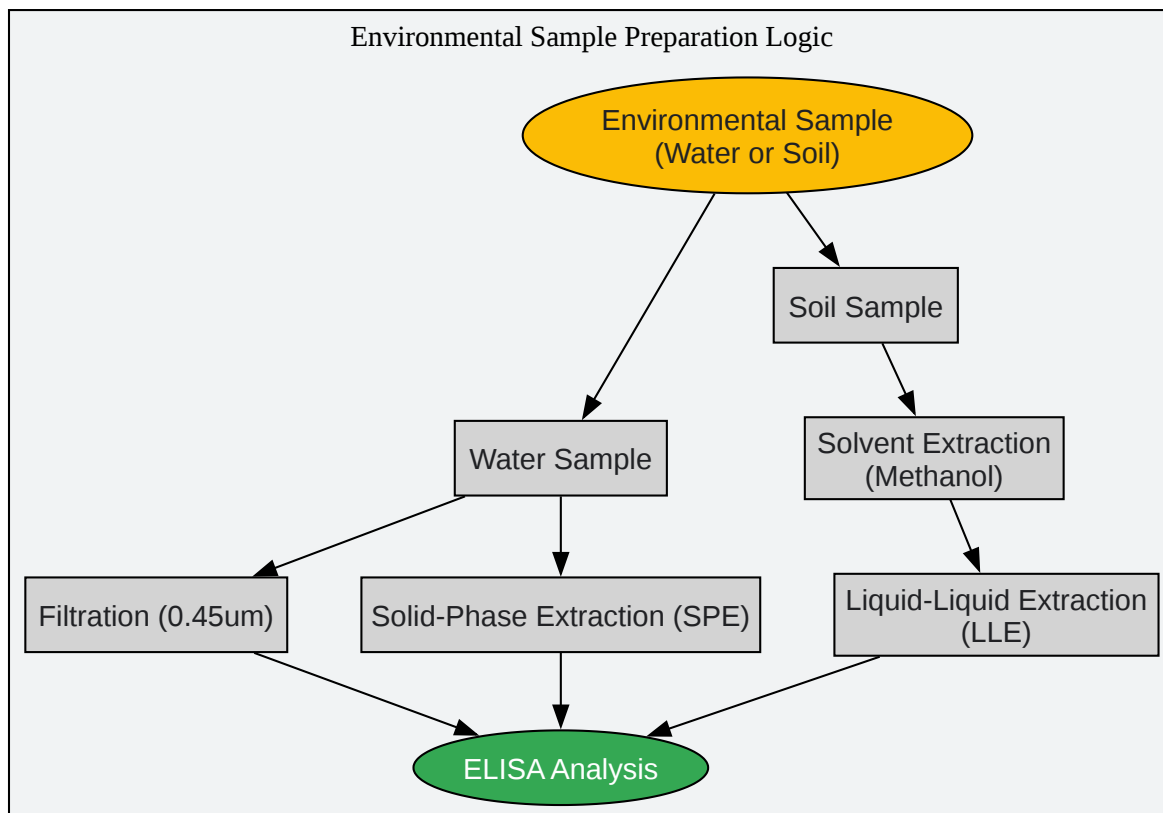 Environmental Sample Preparation Logic
Environmental Sample
(Water or Soil)
Soil Sample
Water Sample
Solvent Extraction
(Methanol)
Filtration (0.45um)
Solid-Phase Extraction (SPE)
Liquid-Liquid Extraction
(LLE)
ELISA Analysis